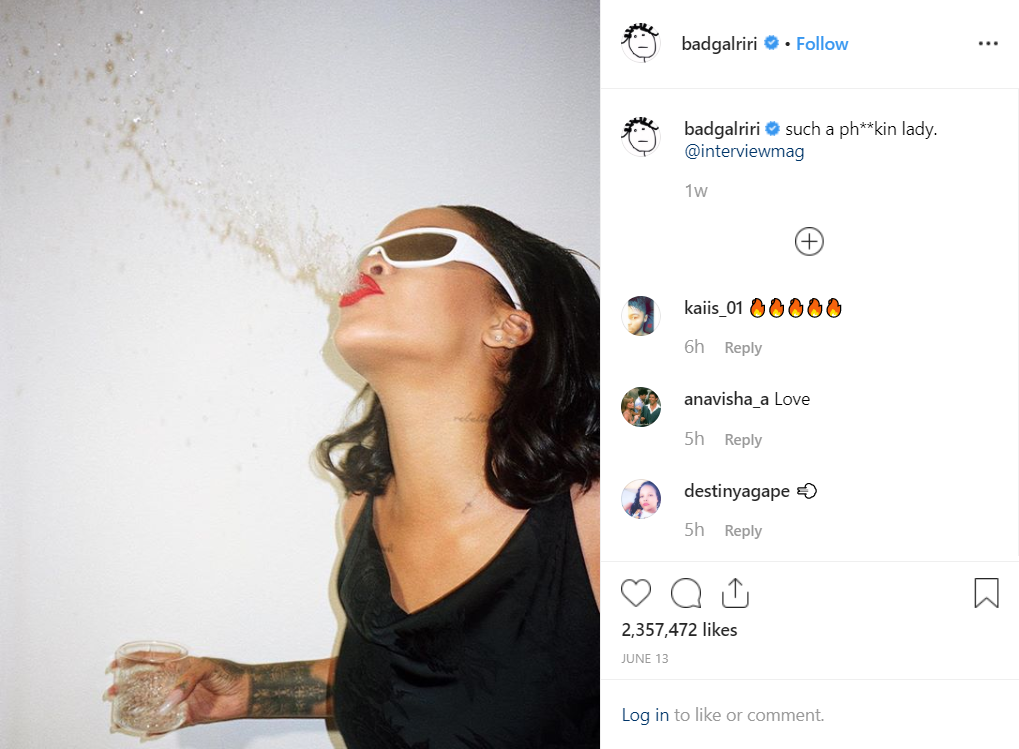 badgalriri • Follow
badgalriri such a ph**kin lady.
@interviewmag
1w
kaiis_01 🔥🔥🔥🔥🔥
6h Reply
anavisha_a Love
5h Reply
destinyagape 💨
5h Reply
2,357,472 likes
JUNE 13
Log in to like or comment.